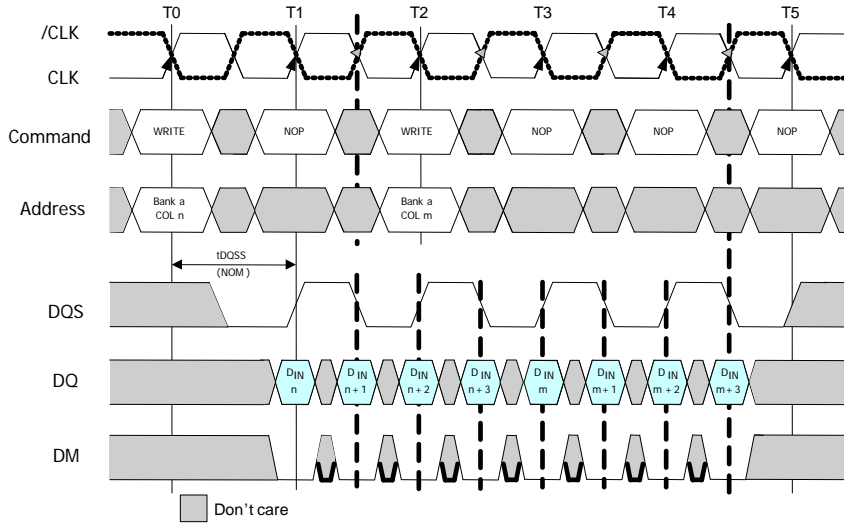 T0 T1 T2 T3 T4 T5
/CLK
CLK
Command WRITE NOP WRITE NOP NOP NOP
Address Bank a COL n Bank a COL m
tDQSS
(NOM)
DQS
DQ DIN n DIN n+1 DIN n+2 DIN n+3 DIN m DIN m+1 DIN m+2 DIN m+3
DM
Don't care